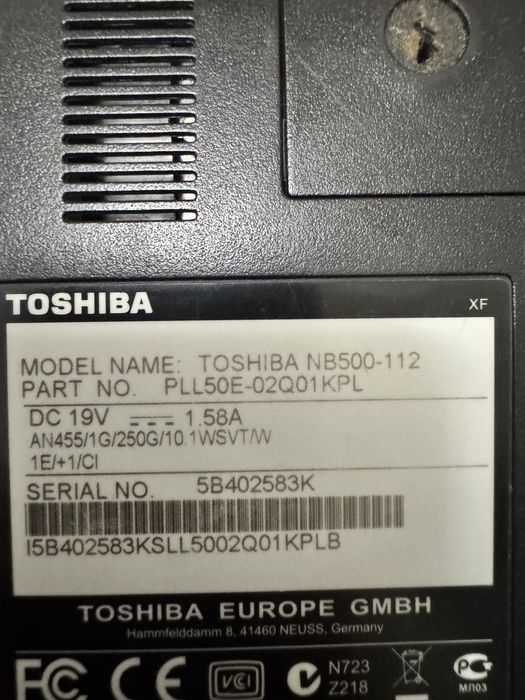 TOSHIBA XF
MODEL NAME: TOSHIBA NB500-112
PART NO. PLL50E-02Q01KPL
DC 19V 1.58A
AN455/1G/250G/10.1WSVT/W
1E/+1/CI
SERIAL NO. 5B402583K
I5B402583KSLL5002Q01KPLB
TOSHIBA EUROPE GMBH
Hammfelddamm 8, 41460 NEUSS, Germany
FC CE VCI N723
Z218
PG
МЛ03